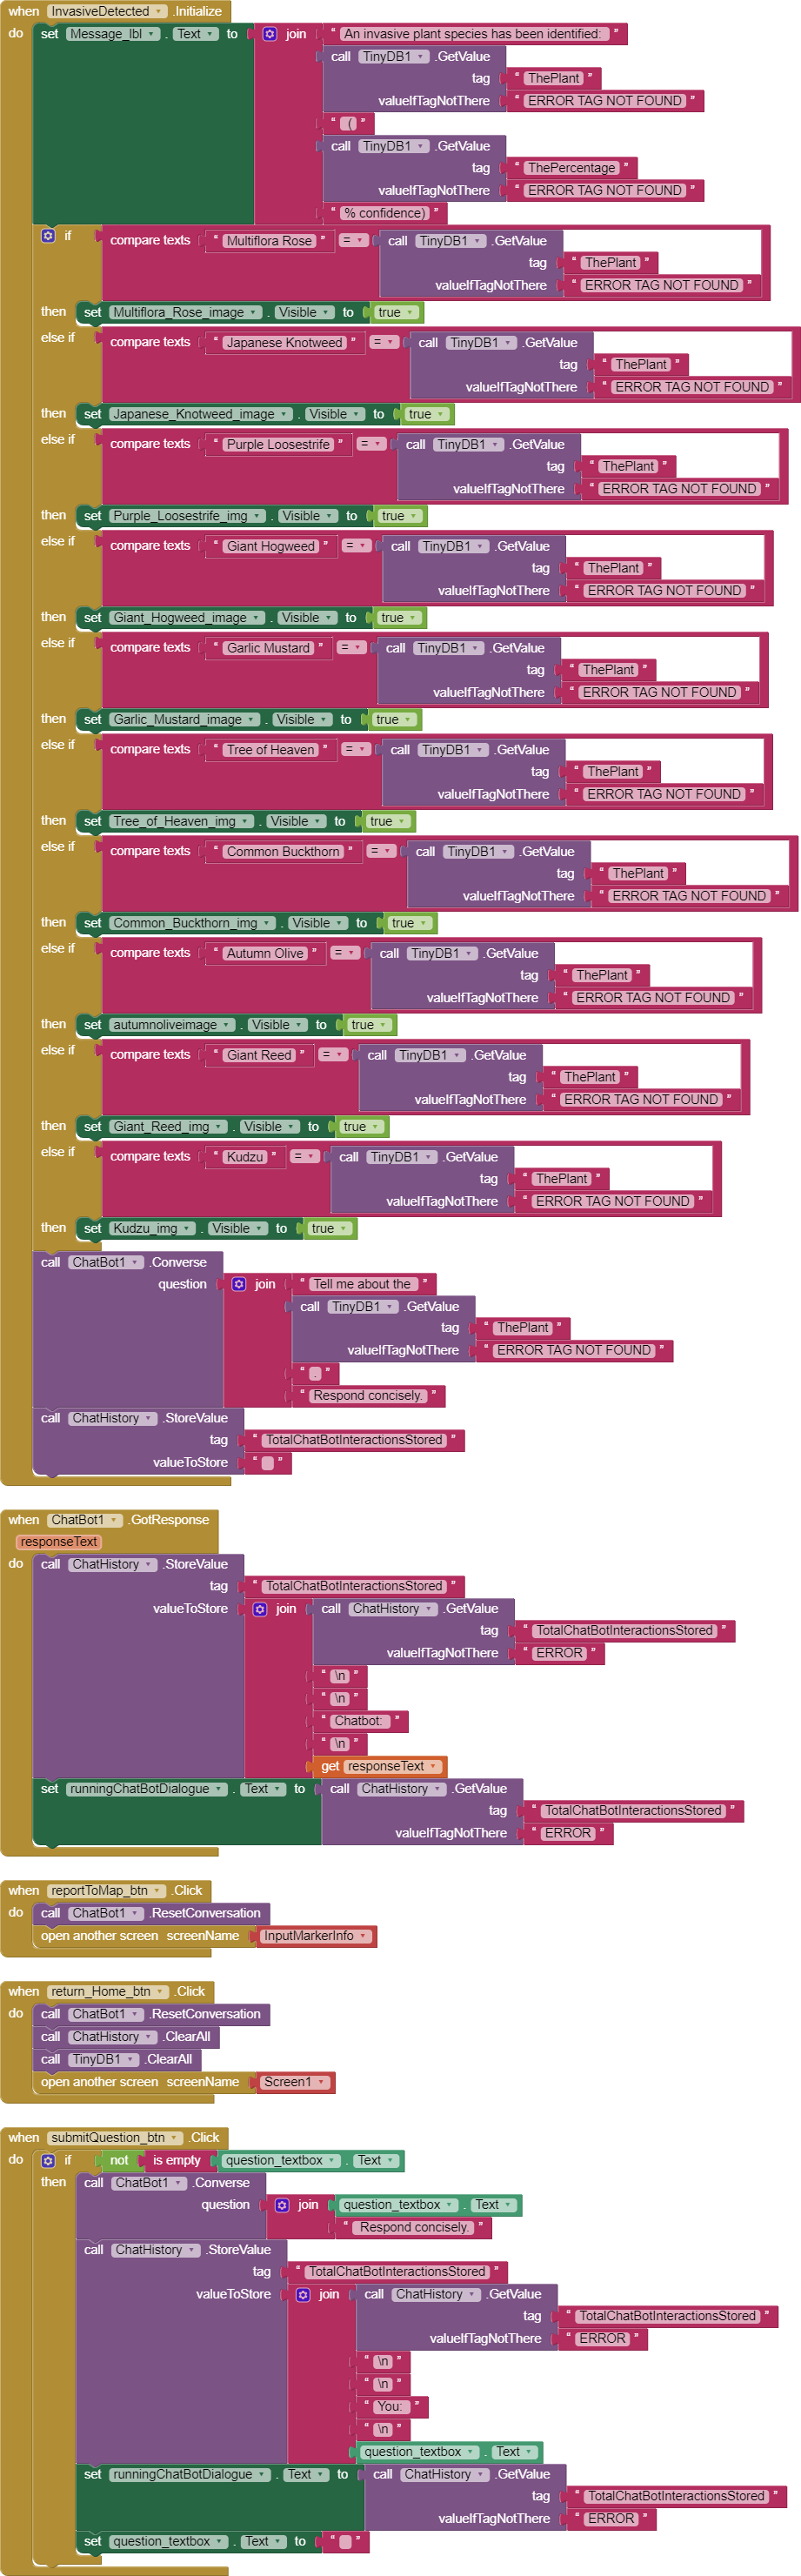 when InvasiveDetected .Initialize
do set Message_lbl . Text to join " An invasive plant species has been identified: "
call TinyDB1 .GetValue
tag " ThePlant "
valueIfTagNotThere " ERROR TAG NOT FOUND "
" ( "
call TinyDB1 .GetValue
tag " ThePercentage "
valueIfTagNotThere " ERROR TAG NOT FOUND "
" % confidence) "
if compare texts " Multiflora Rose " = call TinyDB1 .GetValue
tag " ThePlant "
valueIfTagNotThere " ERROR TAG NOT FOUND "
then set Multiflora_Rose_image . Visible to true
else if compare texts " Japanese Knotweed " = call TinyDB1 .GetValue
tag " ThePlant "
valueIfTagNotThere " ERROR TAG NOT FOUND "
then set Japanese_Knotweed_image . Visible to true
else if compare texts " Purple Loosestrife " = call TinyDB1 .GetValue
tag " ThePlant "
valueIfTagNotThere " ERROR TAG NOT FOUND "
then set Purple_Loosestrife_img . Visible to true
else if compare texts " Giant Hogweed " = call TinyDB1 .GetValue
tag " ThePlant "
valueIfTagNotThere " ERROR TAG NOT FOUND "
then set Giant_Hogweed_image . Visible to true
else if compare texts " Garlic Mustard " = call TinyDB1 .GetValue
tag " ThePlant "
valueIfTagNotThere " ERROR TAG NOT FOUND "
then set Garlic_Mustard_image . Visible to true
else if compare texts " Tree of Heaven " = call TinyDB1 .GetValue
tag " ThePlant "
valueIfTagNotThere " ERROR TAG NOT FOUND "
then set Tree_of_Heaven_img . Visible to true
else if compare texts " Common Buckthorn " = call TinyDB1 .GetValue
tag " ThePlant "
valueIfTagNotThere " ERROR TAG NOT FOUND "
then set Common_Buckthorn_img . Visible to true
else if compare texts " Autumn Olive " = call TinyDB1 .GetValue
tag " ThePlant "
valueIfTagNotThere " ERROR TAG NOT FOUND "
then set autumnoliveimage . Visible to true
else if compare texts " Giant Reed " = call TinyDB1 .GetValue
tag " ThePlant "
valueIfTagNotThere " ERROR TAG NOT FOUND "
then set Giant_Reed_img . Visible to true
else if compare texts " Kudzu " = call TinyDB1 .GetValue
tag " ThePlant "
valueIfTagNotThere " ERROR TAG NOT FOUND "
then set Kudzu_img . Visible to true
call ChatBot1 .Converse
question join " Tell me about the "
call TinyDB1 .GetValue
tag " ThePlant "
valueIfTagNotThere " ERROR TAG NOT FOUND "
" . "
" Respond concisely. "
call ChatHistory .StoreValue
tag " TotalChatBotInteractionsStored "
valueToStore " "
when ChatBot1 .GotResponse
responseText
do call ChatHistory .StoreValue
tag " TotalChatBotInteractionsStored "
valueToStore join call ChatHistory .GetValue
tag " TotalChatBotInteractionsStored "
valueIfTagNotThere " ERROR "
" \n "
" \n "
" Chatbot: "
" \n "
get responseText
set runningChatBotDialogue . Text to call ChatHistory .GetValue
tag " TotalChatBotInteractionsStored "
valueIfTagNotThere " ERROR "
when reportToMap_btn .Click
do call ChatBot1 .ResetConversation
open another screen screenName InputMarkerInfo
when return_Home_btn .Click
do call ChatBot1 .ResetConversation
call ChatHistory .ClearAll
call TinyDB1 .ClearAll
open another screen screenName Screen1
when submitQuestion_btn .Click
do if not is empty question_textbox . Text
then call ChatBot1 .Converse
question join question_textbox . Text
" Respond concisely. "
call ChatHistory .StoreValue
tag " TotalChatBotInteractionsStored "
valueToStore join call ChatHistory .GetValue
tag " TotalChatBotInteractionsStored "
valueIfTagNotThere " ERROR "
" \n "
" \n "
" You: "
" \n "
question_textbox . Text
set runningChatBotDialogue . Text to call ChatHistory .GetValue
tag " TotalChatBotInteractionsStored "
valueIfTagNotThere " ERROR "
set question_textbox . Text to " "